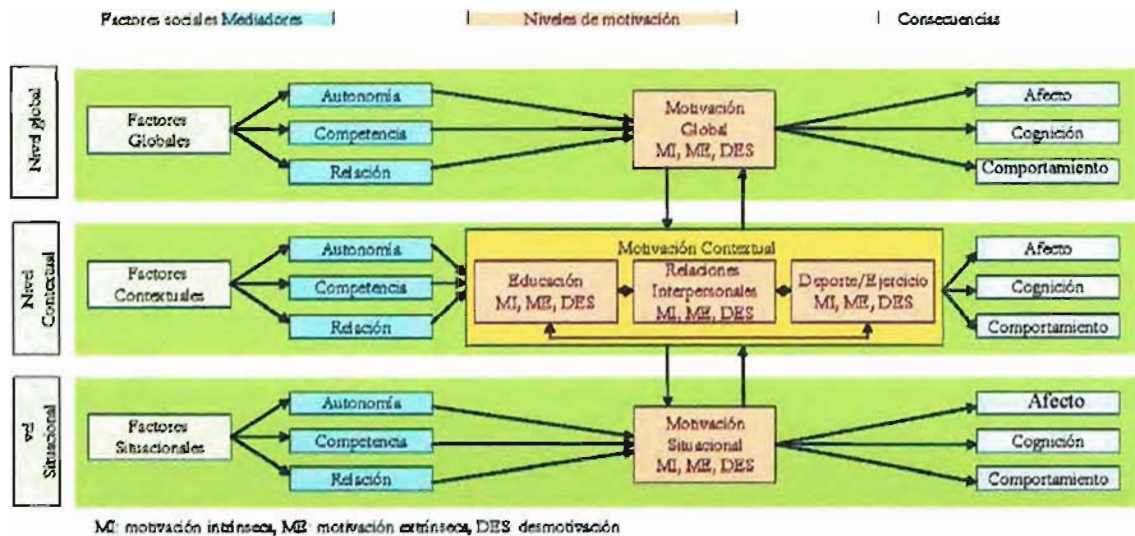 Factores sociales Mediadores
Niveles de motivación
Consecuencias
Nivel global
Factores
Globales
Autonomía
Competencia
Relación
Motivación
Global
MI, ME, DES
Afecto
Cognición
Comportamiento
Nivel
Contextual
Factores
Contextuales
Autonomía
Competencia
Relación
Motivación Contextual
Educación
MI, ME, DES
Relaciones
Interpersonales
MI, ME, DES
Deporte/Ejercicio
MI, ME, DES
Afecto
Cognición
Comportamiento
vel
Situacional
Factores
Situacionales
Autonomía
Competencia
Relación
Motivación
Situacional
MI, ME, DES
Afecto
Cognición
Comportamiento
MI: motivación intrínseca, ME: motivación extrínseca, DES: desmotivación